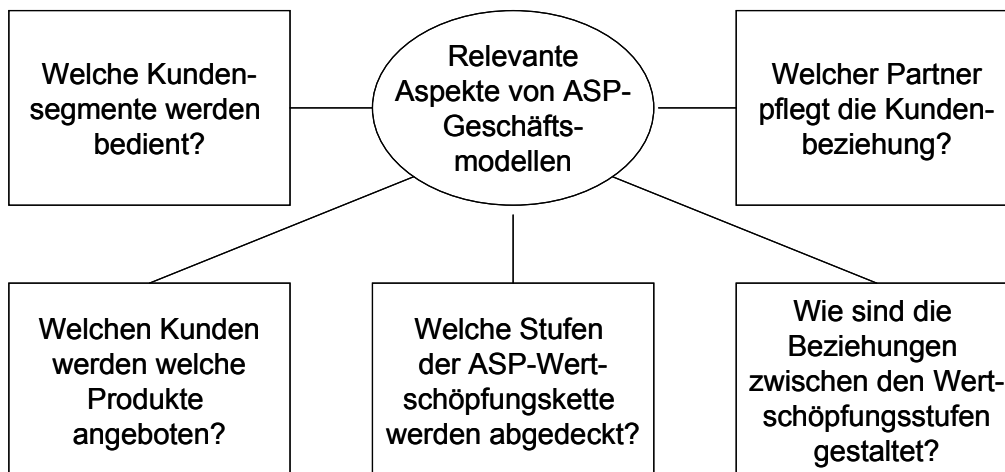 Welche Kunden-
segmente werden
bedient?
Relevante
Aspekte von ASP-
Geschäfts-
modellen
Welcher Partner
pflegt die Kunden-
beziehung?
Welchen Kunden
werden welche
Produkte
angeboten?
Welche Stufen
der ASP-Wert-
schöpfungskette
werden abgedeckt?
Wie sind die
Beziehungen
zwischen den Wert-
schöpfungsstufen
gestaltet?